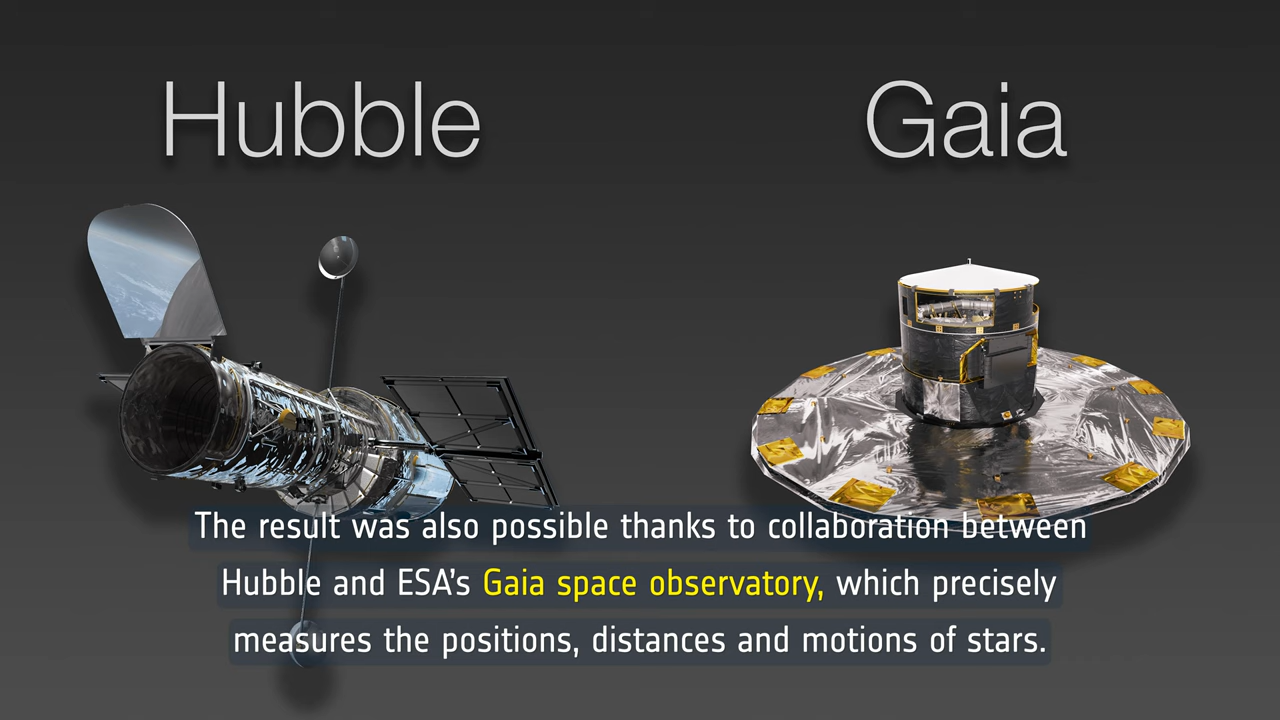 Hubble
Gaia
The result was also possible thanks to collaboration between
Hubble and ESA’s Gaia space observatory, which precisely
measures the positions, distances and motions of stars.